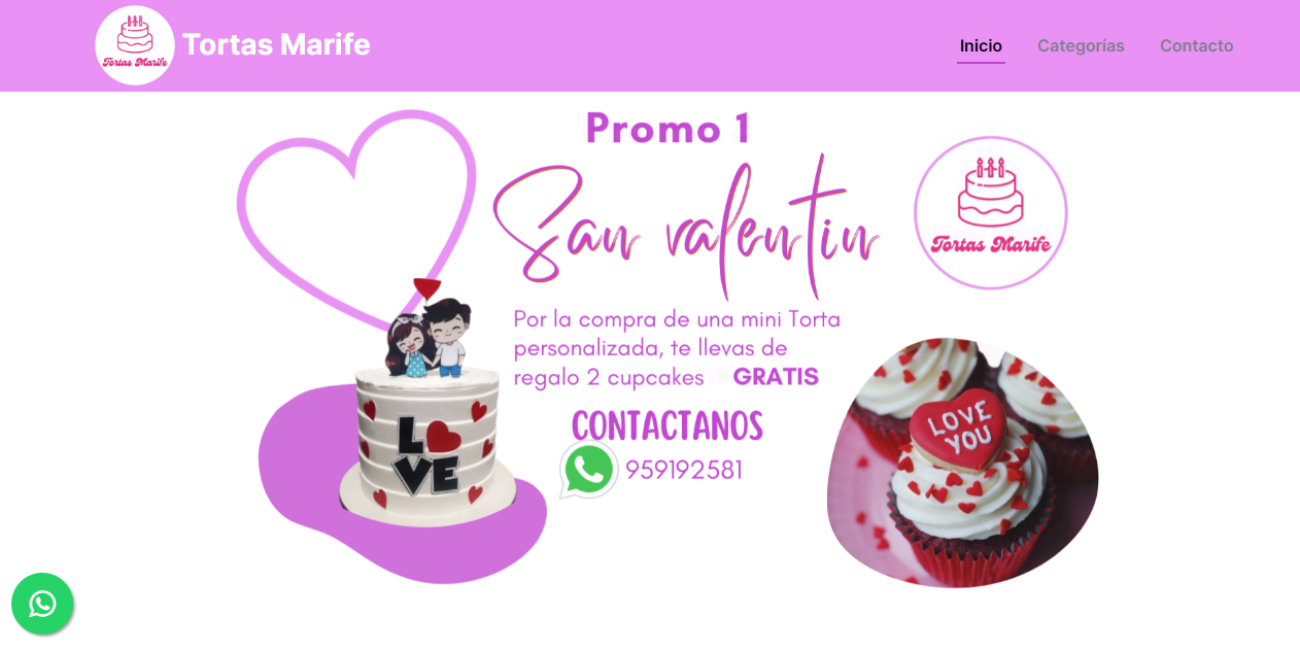 Tortas Marife
Tortas Marife
Inicio
Categorías
Contacto
Promo 1
San valentin
Tortas Marife
Por la compra de una mini Torta
personalizada, te llevas de
regalo 2 cupcakes GRATIS
CONTACTANOS
959192581
LOVE
LOVE
YOU